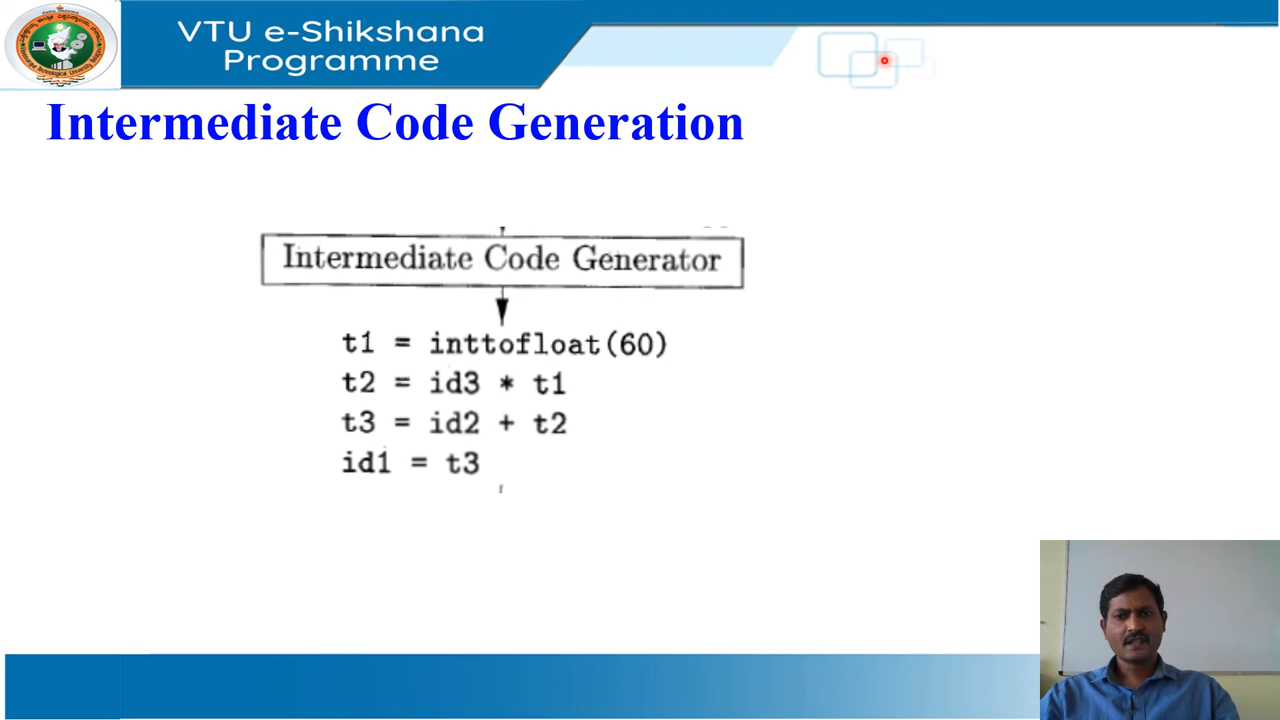 VTU e-Shikshana
Programme
Intermediate Code Generation
Intermediate Code Generator
t1 = inttofloat(60)
t2 = id3 * t1
t3 = id2 + t2
id1 = t3